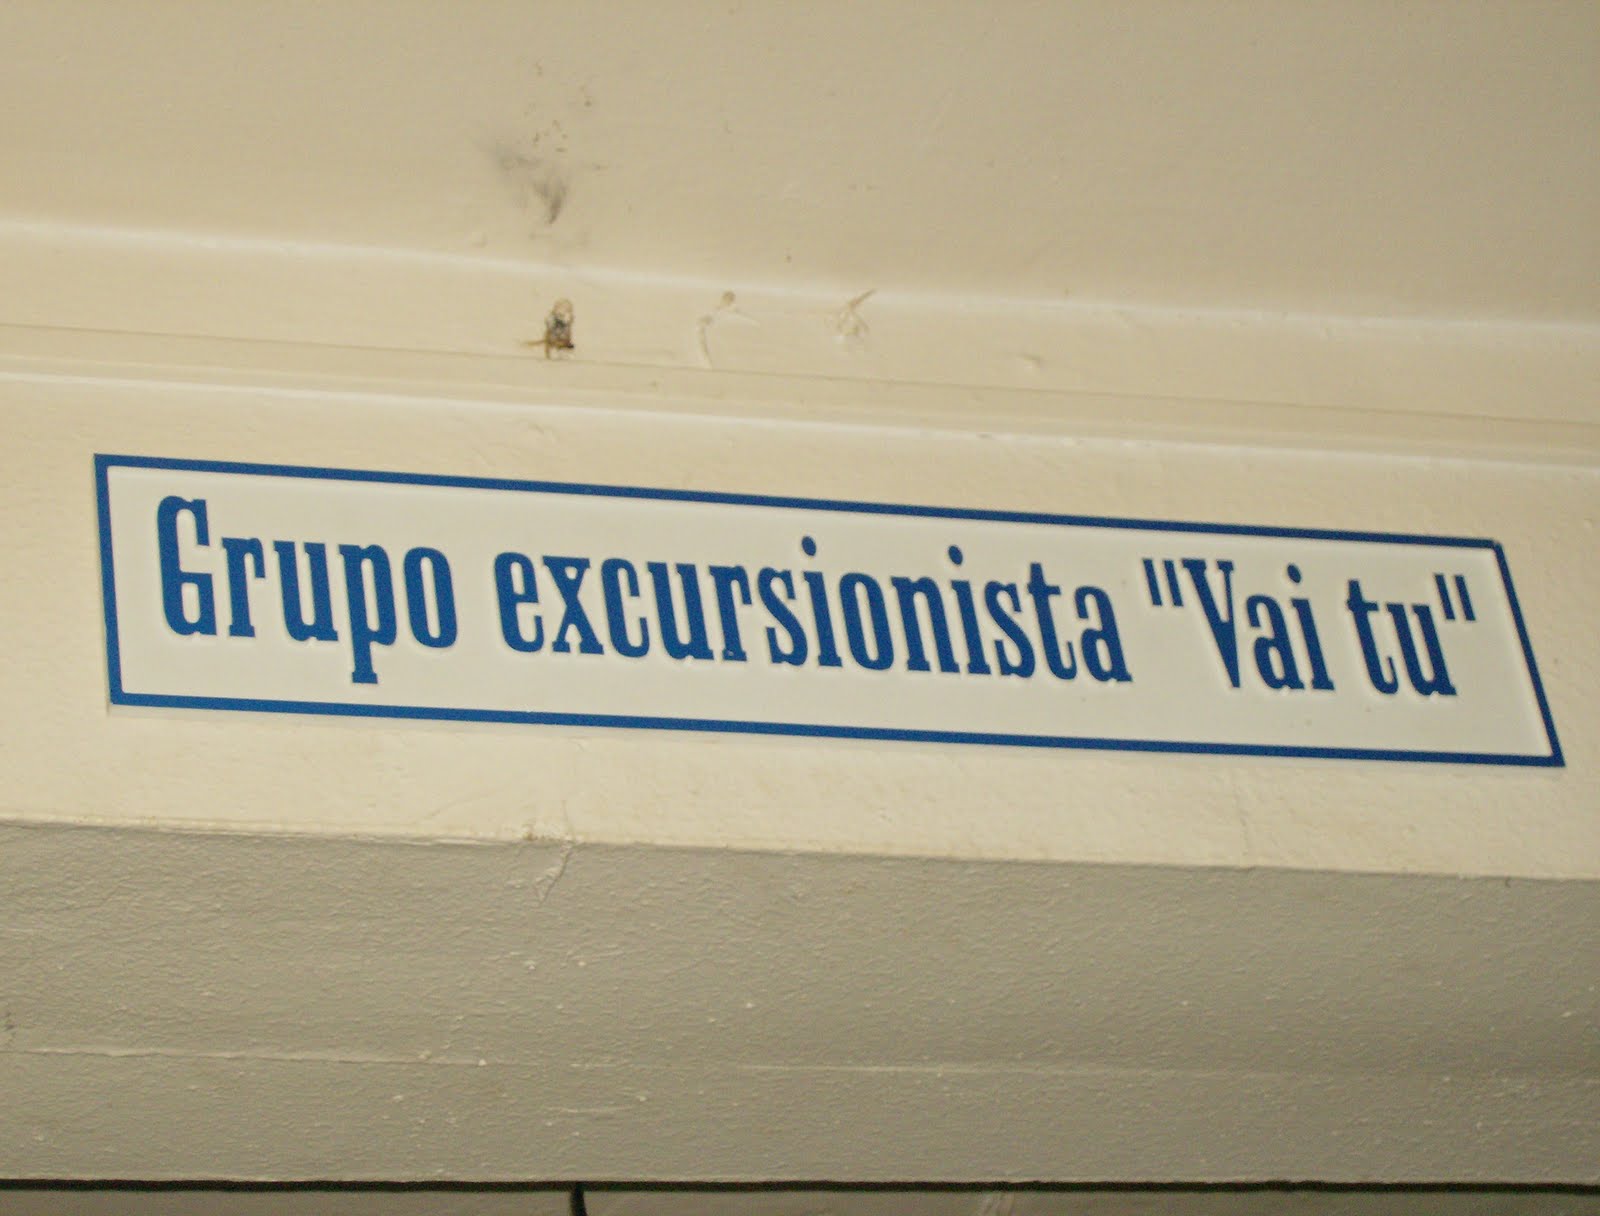 Grupo excursionista "Vai tu"